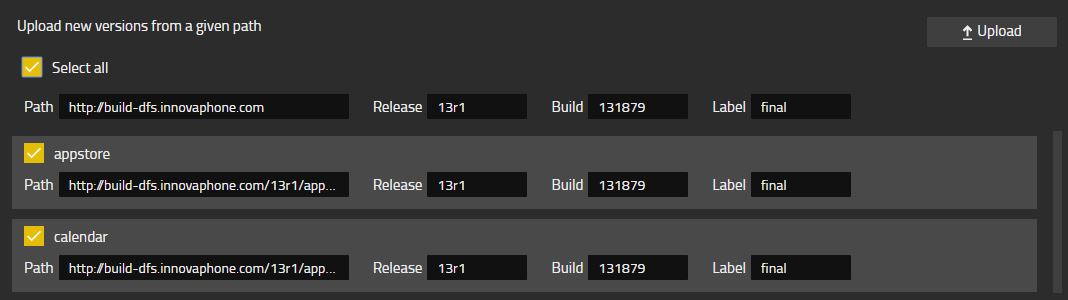 Upload new versions from a given path
Upload
Select all
Path http://build-dfs.innovaphone.com Release 13r1 Build 131879 Label final
appstore
Path http://build-dfs.innovaphone.com/13r1/app... Release 13r1 Build 131879 Label final
calendar
Path http://build-dfs.innovaphone.com/13r1/app... Release 13r1 Build 131879 Label final